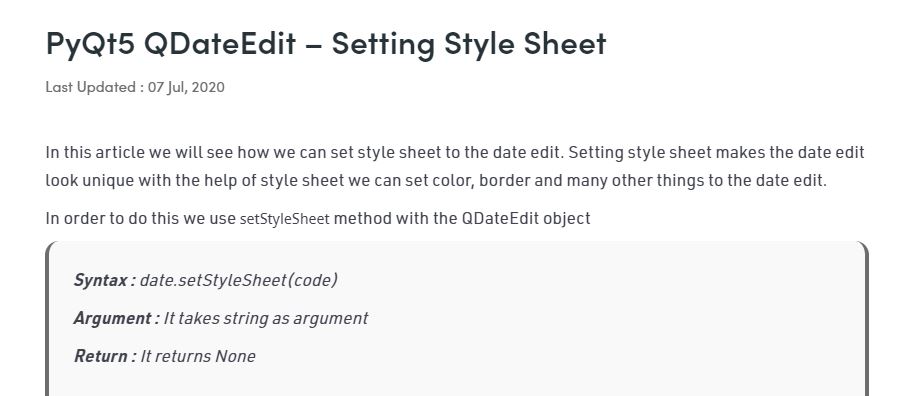 PyQt5 QDateEdit – Setting Style Sheet
Last Updated : 07 Jul, 2020
In this article we will see how we can set style sheet to the date edit. Setting style sheet makes the date edit
look unique with the help of style sheet we can set color, border and many other things to the date edit.
In order to do this we use setStyleSheet method with the QDateEdit object
Syntax : date.setStyleSheet(code)
Argument : It takes string as argument
Return : It returns None